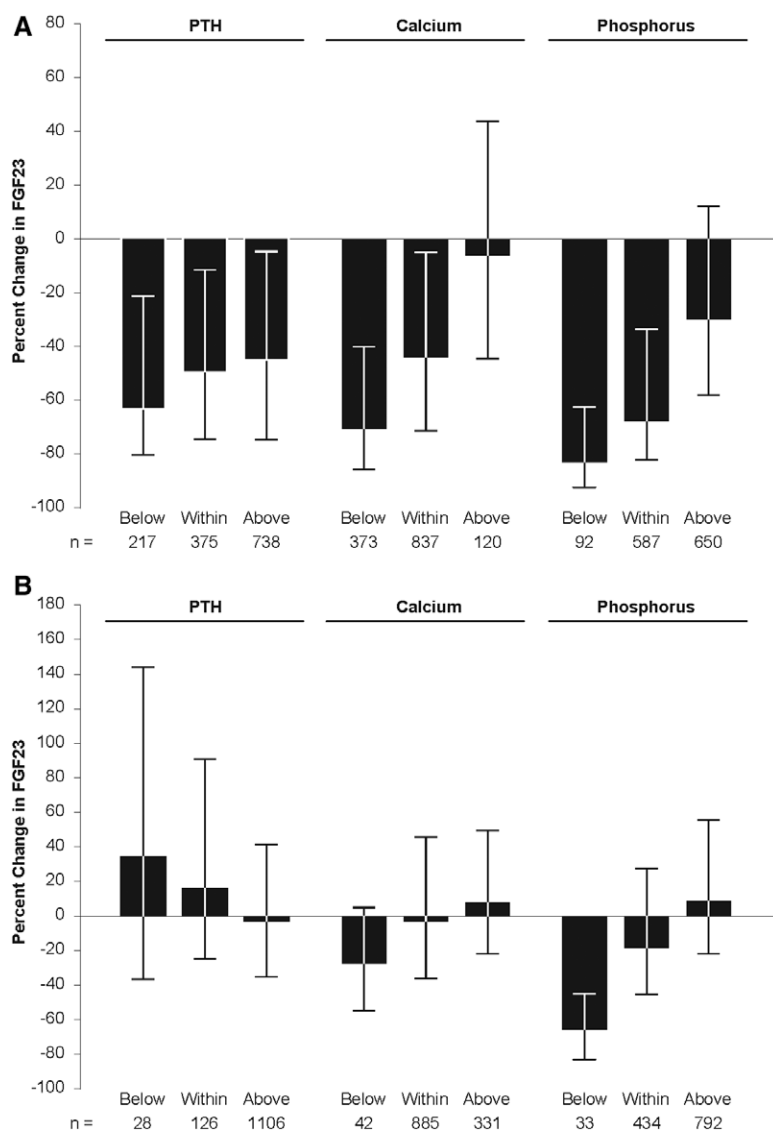 A
PTH Calcium Phosphorus
80
60
40
20
0
-20
-40
-60
-80
-100
Percent Change in FGF23
Below Within Above Below Within Above Below Within Above
n = 217 375 738 373 837 120 92 587 650
B
PTH Calcium Phosphorus
180
160
140
120
100
80
60
40
20
0
-20
-40
-60
-80
-100
Percent Change in FGF23
Below Within Above Below Within Above Below Within Above
n = 28 126 1106 42 885 331 33 434 792